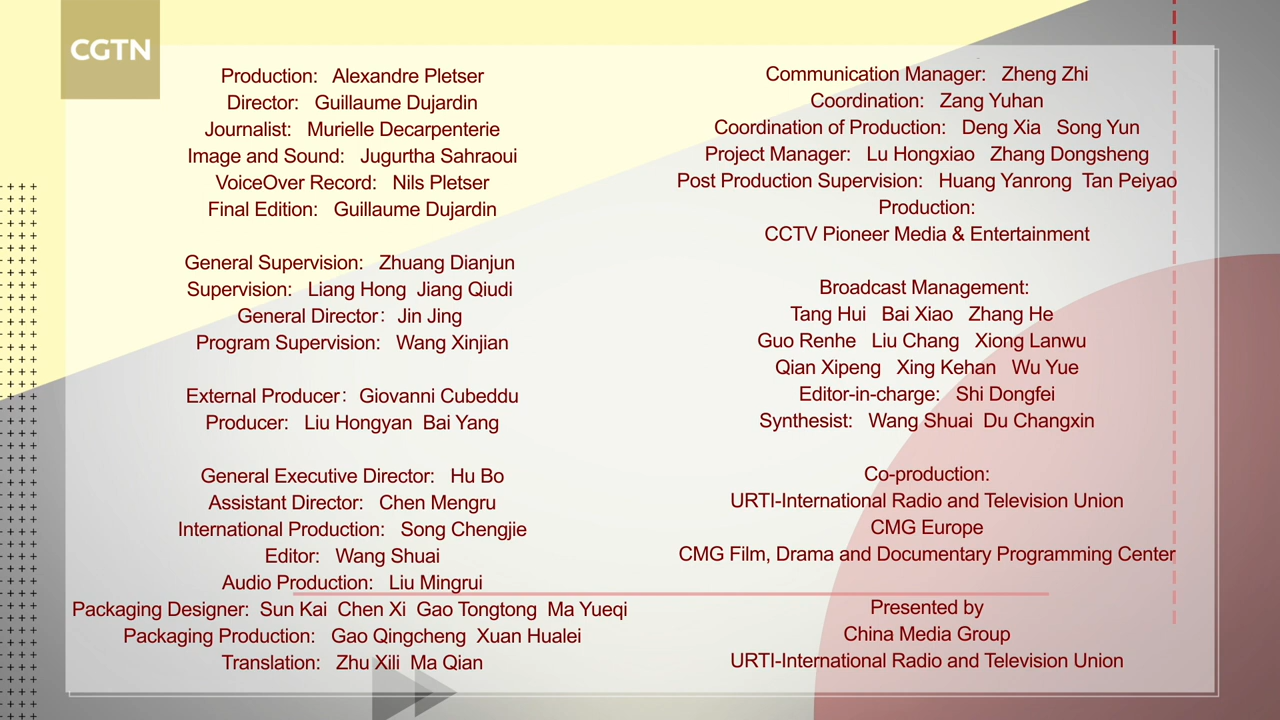 CGTN
Production: Alexandre Pletser
Director: Guillaume Dujardin
Journalist: Murielle Decarpenterie
Image and Sound: Jugurtha Sahraoui
VoiceOver Record: Nils Pletser
Final Edition: Guillaume Dujardin
General Supervision: Zhuang Dianjun
Supervision: Liang Hong Jiang Qiudi
General Director: Jin Jing
Program Supervision: Wang Xinjian
External Producer: Giovanni Cubeddu
Producer: Liu Hongyan Bai Yang
General Executive Director: Hu Bo
Assistant Director: Chen Mengru
International Production: Song Chengjie
Editor: Wang Shuai
Audio Production: Liu Mingrui
Packaging Designer: Sun Kai Chen Xi Gao Tongtong Ma Yueqi
Packaging Production: Gao Qingcheng Xuan Hualei
Translation: Zhu Xili Ma Qian
Communication Manager: Zheng Zhi
Coordination: Zang Yuhan
Coordination of Production: Deng Xia Song Yun
Project Manager: Lu Hongxiao Zhang Dongsheng
Post Production Supervision: Huang Yanrong Tan Peiyao
Production:
CCTV Pioneer Media & Entertainment
Broadcast Management:
Tang Hui Bai Xiao Zhang He
Guo Renhe Liu Chang Xiong Lanwu
Qian Xipeng Xing Kehan Wu Yue
Editor-in-charge: Shi Dongfei
Synthesist: Wang Shuai Du Changxin
Co-production:
URTI-International Radio and Television Union
CMG Europe
CMG Film, Drama and Documentary Programming Center
Presented by
China Media Group
URTI-International Radio and Television Union